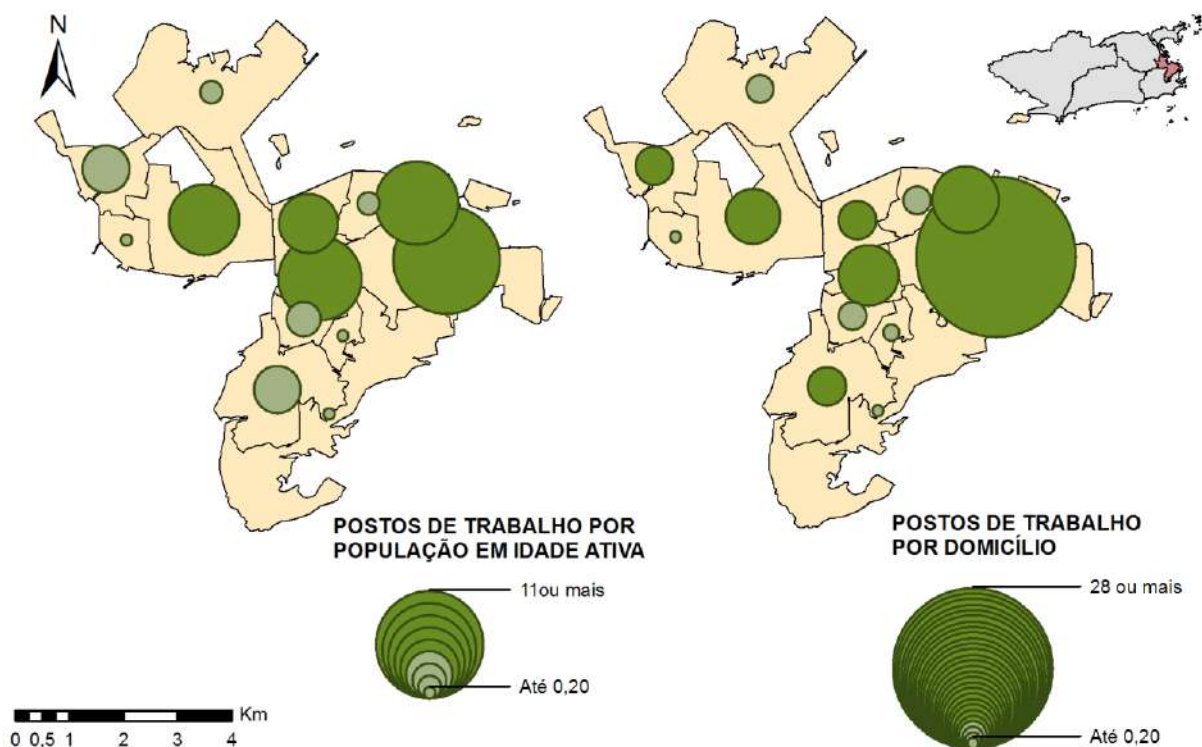 N
POSTOS DE TRABALHO POR
POPULAÇÃO EM IDADE ATIVA
11ou mais
Até 0,20
POSTOS DE TRABALHO
POR DOMICÍLIO
28 ou mais
Até 0,20
Km
0 0,5 1 2 3 4